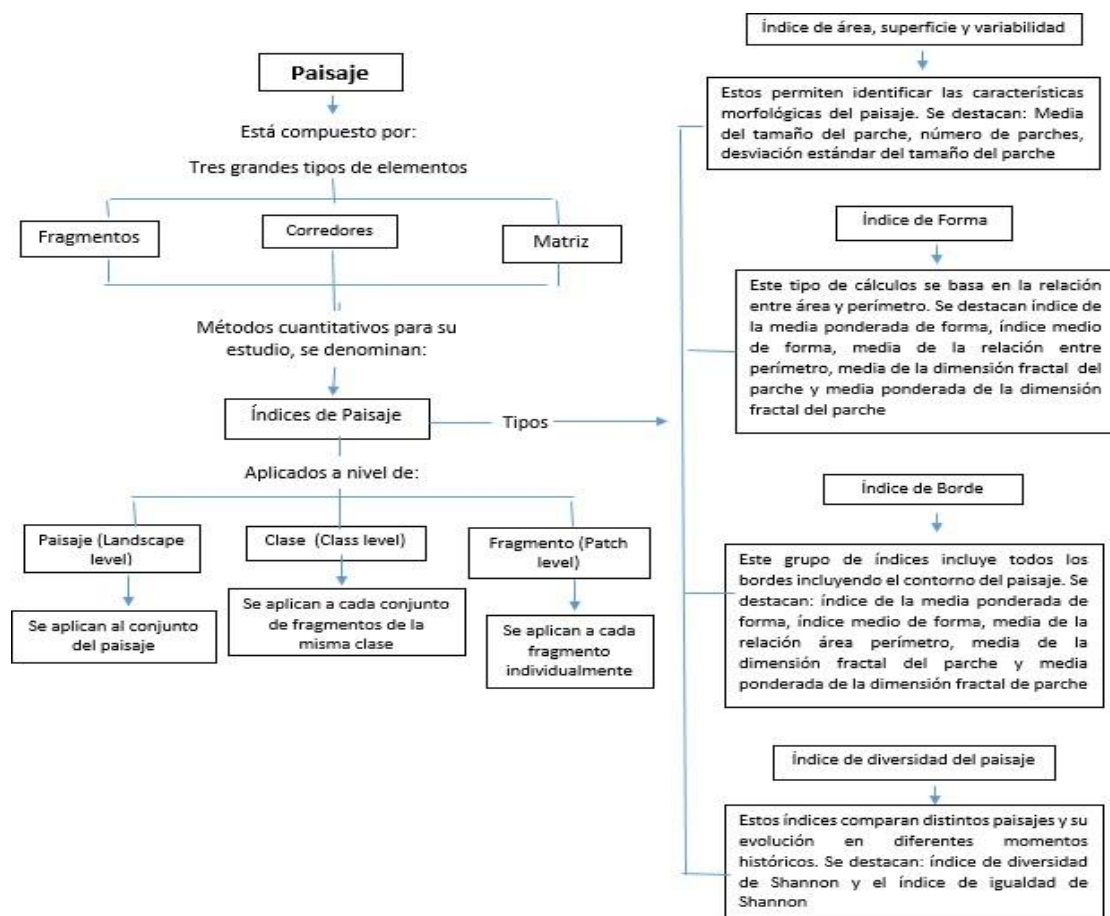 Paisaje
Está compuesto por:
Tres grandes tipos de elementos
Fragmentos
Corredores
Matriz
Métodos cuantitativos para su
estudio, se denominan:
Índices de Paisaje
Tipos
Aplicados a nivel de:
Paisaje (Landscape
level)
Clase (Class level)
Fragmento (Patch
level)
Se aplican al conjunto
del paisaje
Se aplican a cada conjunto
de fragmentos de la
misma clase
Se aplican a cada
fragmento
individualmente
Índice de área, superficie y variabilidad
Estos permiten identificar las características
morfológicas del paisaje. Se destacan: Media
del tamaño del parche, número de parches,
desviación estándar del tamaño del parche
Índice de Forma
Este tipo de cálculos se basa en la relación
entre área y perímetro. Se destacan índice de
la media ponderada de forma, índice medio
de forma, media de la relación entre
perímetro, media de la dimensión fractal del
parche y media ponderada de la dimensión
fractal del parche
Índice de Borde
Este grupo de índices incluye todos los
bordes incluyendo el contorno del paisaje. Se
destacan: índice de la media ponderada de
forma, índice medio de forma, media de la
relación área perímetro, media de la
dimensión fractal del parche y media
ponderada de la dimensión fractal de parche
Índice de diversidad del paisaje
Estos índices comparan distintos paisajes y su
evolución en diferentes momentos
históricos. Se destacan: índice de diversidad
de Shannon y el índice de igualdad de
Shannon